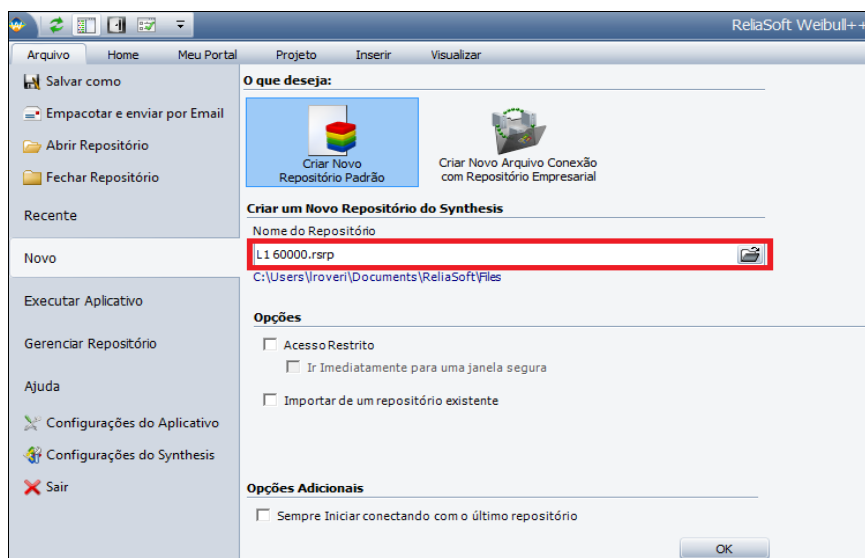 ReliaSoft Weibull++
Arquivo Home Meu Portal Projeto Inserir Visualizar
Salvar como
Empacotar e enviar por Email
Abrir Repositório
Fechar Repositório
Recente
Novo
Executar Aplicativo
Gerenciar Repositório
Ajuda
Configurações do Aplicativo
Configurações do Synthesis
Sair
O que deseja:
Criar Novo
Repositório Padrão
Criar Novo Arquivo Conexão
com Repositório Empresarial
Criar um Novo Repositório do Synthesis
Nome do Repositório
L1 60000.rsrp
C:\Users\lroveri\Documents\ReliaSoft\Files
Opções
Acesso Restrito
Ir Imediatamente para uma janela segura
Importar de um repositório existente
Opções Adicionais
Sempre Iniciar conectando com o último repositório
OK